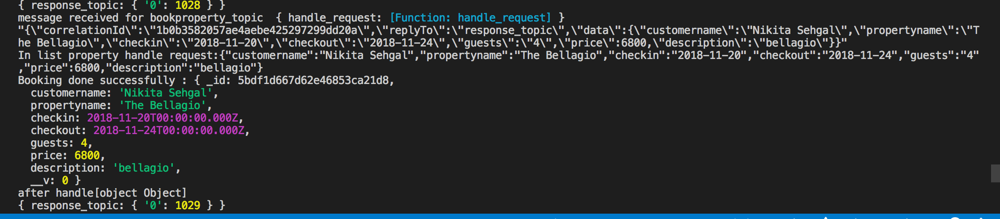 { response_topic: { '0': 1028 } }
message received for bookproperty_topic  { handle_request: [Function: handle_request] }
"{\"correlationId\":\"1b0b3582057ae4aebe425297299dd20a\",\"replyTo\":\"response_topic\",\"data\":{\"customername\":\"Nikita Sehgal\",\"propertyname\":\"T
he Bellagio\",\"checkin\":\"2018-11-20\",\"checkout\":\"2018-11-24\",\"guests\":\"4\",\"price\":6800,\"description\":\"bellagio\"}}"
In list property handle request:{"customername":"Nikita Sehgal","propertyname":"The Bellagio","checkin":"2018-11-20","checkout":"2018-11-24","guests":"4"
,"price":6800,"description":"bellagio"}
Booking done successfully : { _id: 5bdf1d667d62e46853ca21d8,
  customername: 'Nikita Sehgal',
  propertyname: 'The Bellagio',
  checkin: 2018-11-20T00:00:00.000Z,
  checkout: 2018-11-24T00:00:00.000Z,
  guests: 4,
  price: 6800,
  description: 'bellagio',
  __v: 0 }
after handle[object Object]
{ response_topic: { '0': 1029 } }